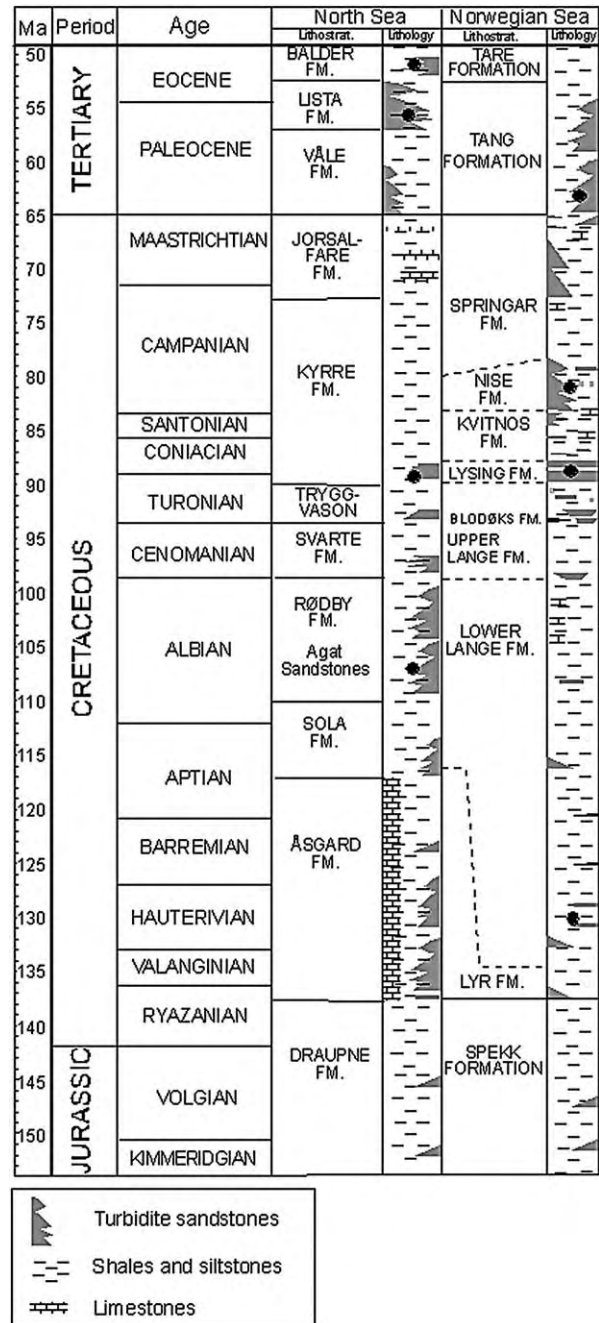 Ma
Period
Age
North Sea
Norwegian Sea
Lithostrat.
Lithology
Lithostrat.
Lithology
50
55
60
65
70
75
80
85
90
95
100
105
110
115
120
125
130
135
140
145
150
TERTIARY
CRETACEOUS
JURASSIC
EOCENE
PALEOCENE
MAASTRICHTIAN
CAMPANIAN
SANTONIAN
CONIACIAN
TURONIAN
CENOMANIAN
ALBIAN
APTIAN
BARREMIAN
HAUTERIVIAN
VALANGINIAN
RYAZANIAN
VOLGIAN
KIMMERIDGIAN
BALDER
FM.
LISTA
FM.
VÅLE
FM.
JORSAL-
FARE
FM.
KYRRE
FM.
TRYGG-
VASON
SVARTE
FM.
RØDBY
FM.
Agat
Sandstones
SOLA
FM.
ÅSGARD
FM.
DRAUPNE
FM.
TARE
FORMATION
TANG
FORMATION
SPRINGAR
FM.
NISE
FM.
KVITNOS
FM.
LYSING FM.
BLODØKS FM.
UPPER
LANGE FM.
LOWER
LANGE FM.
LYR FM.
SPEKK
FORMATION
Turbidite sandstones
Shales and siltstones
Limestones